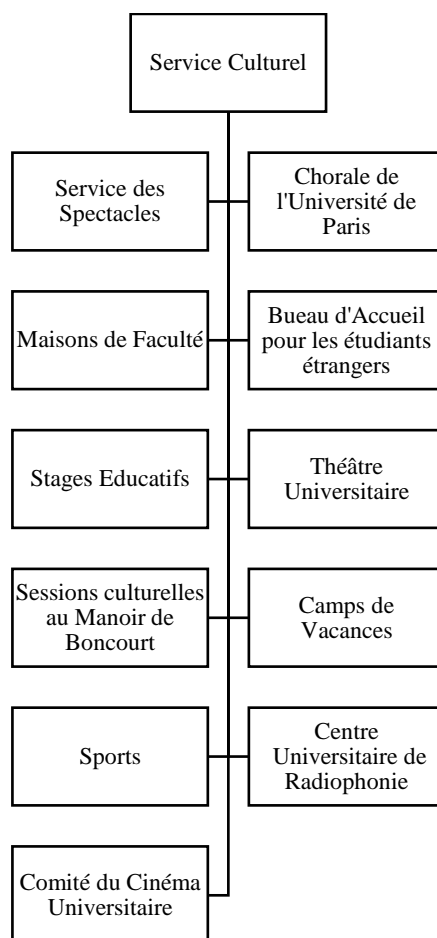 Service Culturel
Service des
Spectacles
Chorale de
l'Université de
Paris
Maisons de Faculté
Bueau d'Accueil
pour les étudiants
étrangers
Stages Educatifs
Théâtre
Universitaire
Sessions culturelles
au Manoir de
Boncourt
Camps de
Vacances
Sports
Centre
Universitaire de
Radiophonie
Comité du Cinéma
Universitaire